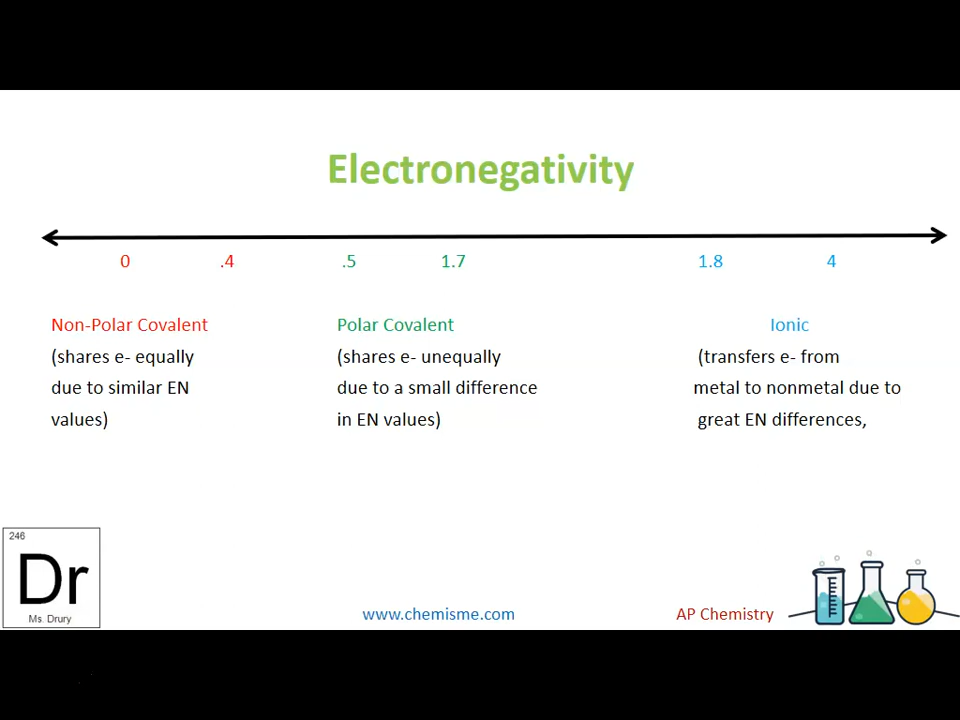 Electronegativity
0 .4 .5 1.7 1.8 4
Non-Polar Covalent
(shares e- equally
due to similar EN
values)
Polar Covalent
(shares e- unequally
due to a small difference
in EN values)
Ionic
(transfers e- from
metal to nonmetal due to
great EN differences,
246
Dr
Ms. Drury
www.chemisme.com
AP Chemistry